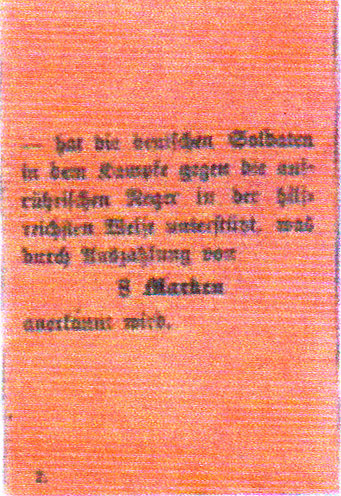 — hat die deutschen Soldaten
in dem Kampfe gegen die auf-
rührischen Neger in der hilf-
reichsten Weise unterstützt, was
durch Auszahlung von
8 Marken
anerkannt wird.
2.